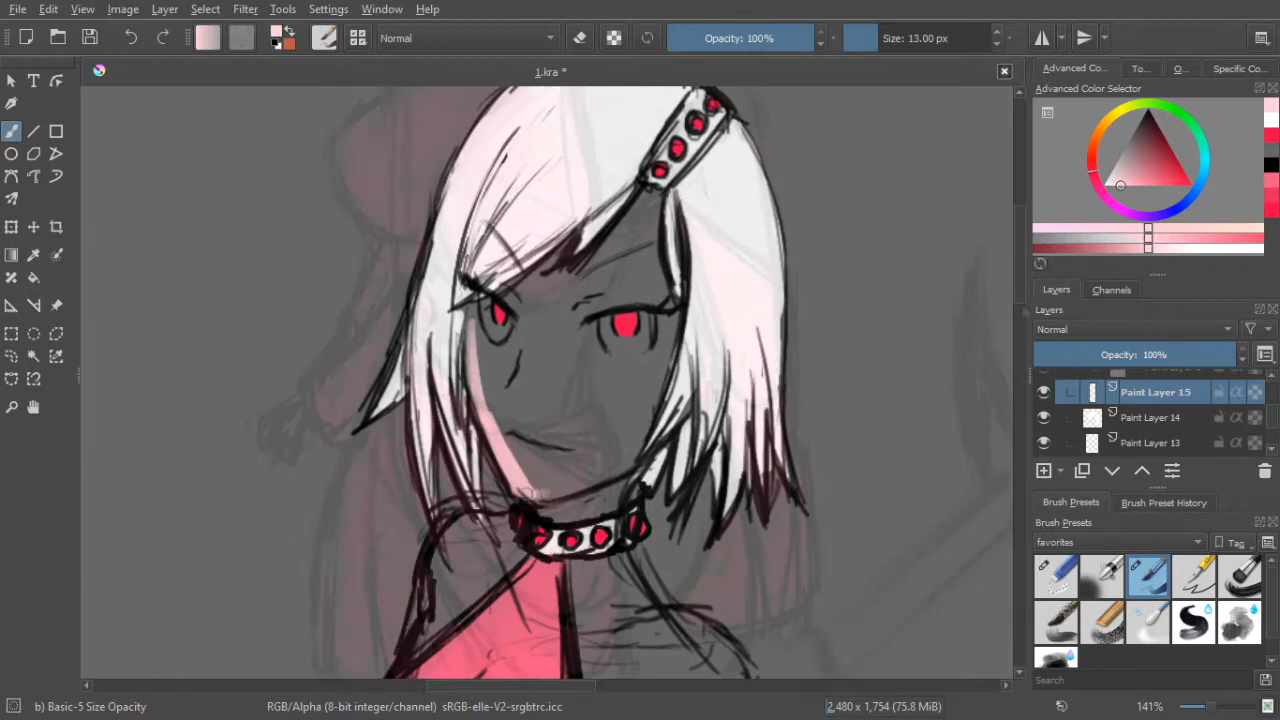 File Edit View Image Layer Select Filter Tools Settings Window Help
Normal Opacity: 100% Size: 13.00 px
1.kra *
Advanced Co... To... O... Specific Co...
Advanced Color Selector
Layers Channels
Layers
Normal
Opacity: 100%
Paint Layer 15
Paint Layer 14
Paint Layer 13
Brush Presets Brush Preset History
Brush Presets
favorites Tag
Search
b) Basic-5 Size Opacity RGB/Alpha (8-bit integer/channel) sRGB-elle-V2-srgbtrc.icc 2,480 x 1,754 (75.8 MiB) 141%